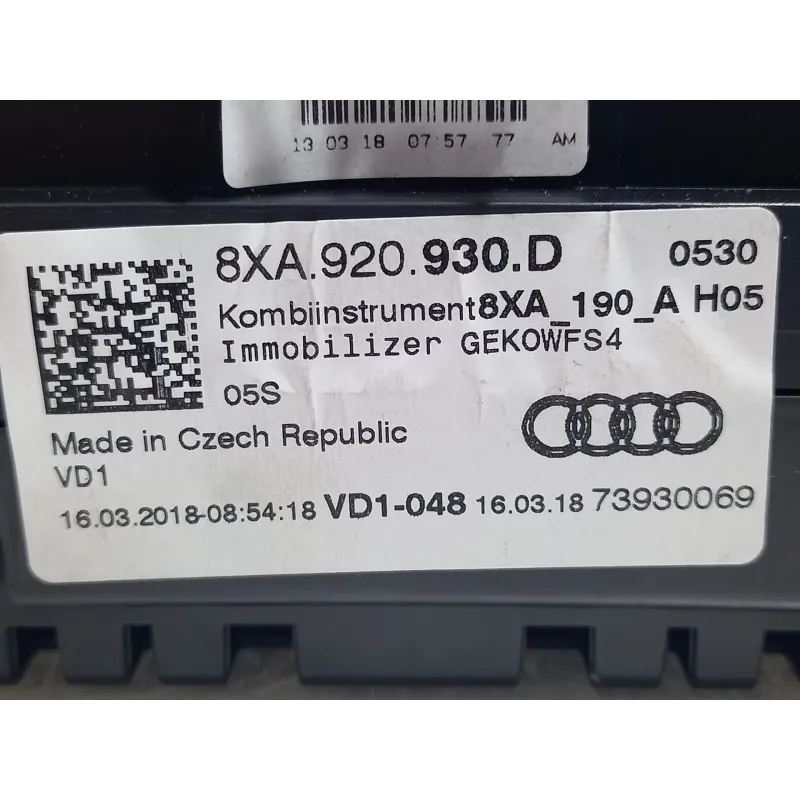 13 03 18 07:57 77 AM
8XA.920.930.D 0530
Kombiinstrument8XA_190_A H05
Immobilizer GEKOWFS4
05S
Made in Czech Republic
VD1
16.03.2018-08:54:18 VD1-048 16.03.18 73930069